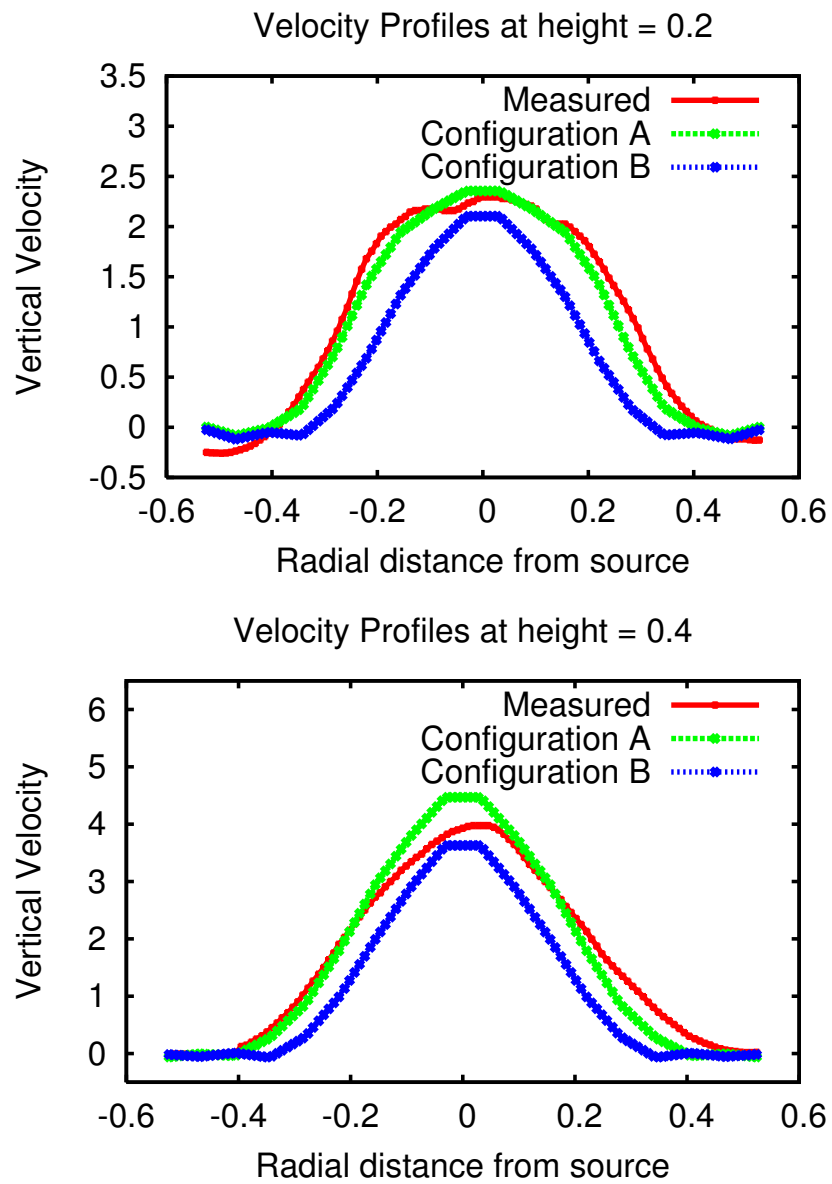 Velocity Profiles at height = 0.2
3.5
3
2.5
2
1.5
1
0.5
0
-0.5
Vertical Velocity
Measured
Configuration A
Configuration B
-0.6 -0.4 -0.2 0 0.2 0.4 0.6
Radial distance from source
Velocity Profiles at height = 0.4
6
5
4
3
2
1
0
Vertical Velocity
Measured
Configuration A
Configuration B
-0.6 -0.4 -0.2 0 0.2 0.4 0.6
Radial distance from source